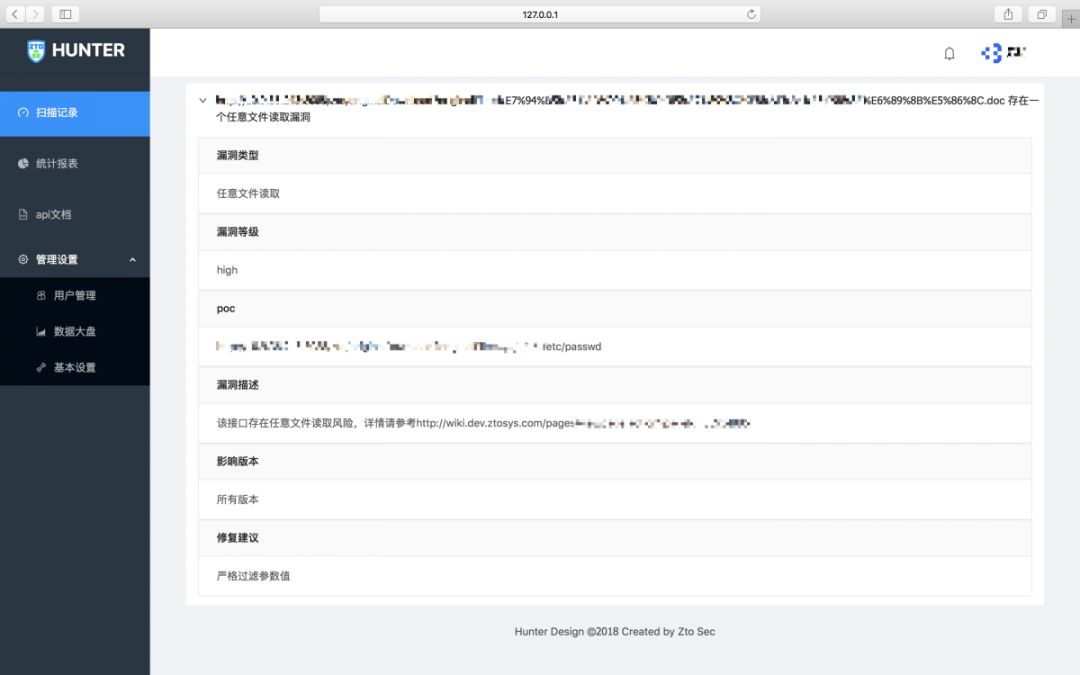 127.0.0.1
ZTO HUNTER
扫描记录
统计报表
api文档
管理设置
用户管理
数据大盘
基本设置
E7%94%8 %E6%89%8B%E5%86%8C.doc 存在一
个任意文件读取漏洞
漏洞类型
任意文件读取
漏洞等级
high
poc
/etc/passwd
漏洞描述
该接口存在任意文件读取风险，详情请参考http://wiki.dev.ztosys.com/pages
影响版本
所有版本
修复建议
严格过滤参数值
Hunter Design ©2018 Created by Zto Sec